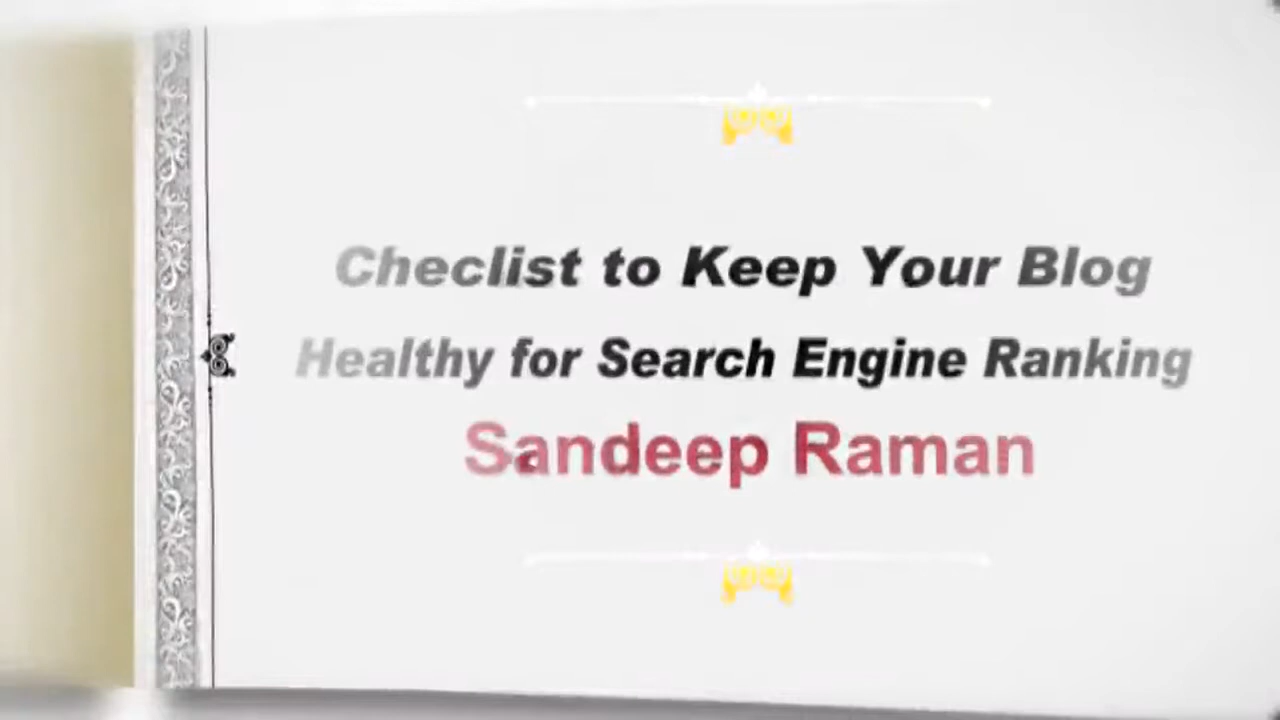 Checlist to Keep Your Blog
Healthy for Search Engine Ranking
Sandeep Raman